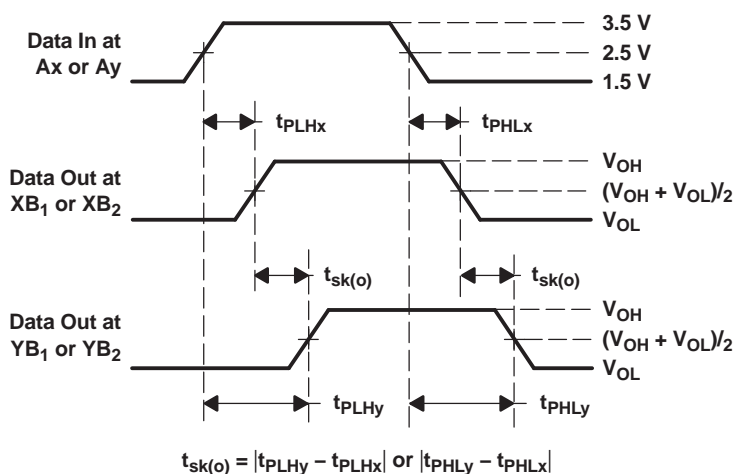 Data In at
Ax or Ay
3.5 V
2.5 V
1.5 V
tPLHx
tPHLx
Data Out at
XB1 or XB2
VOH
(VOH + VOL)/2
VOL
tsk(o)
tsk(o)
Data Out at
YB1 or YB2
VOH
(VOH + VOL)/2
VOL
tPLHy
tPHLy
tsk(o) = |tPLHy – tPLHx| or |tPHLy – tPHLx|